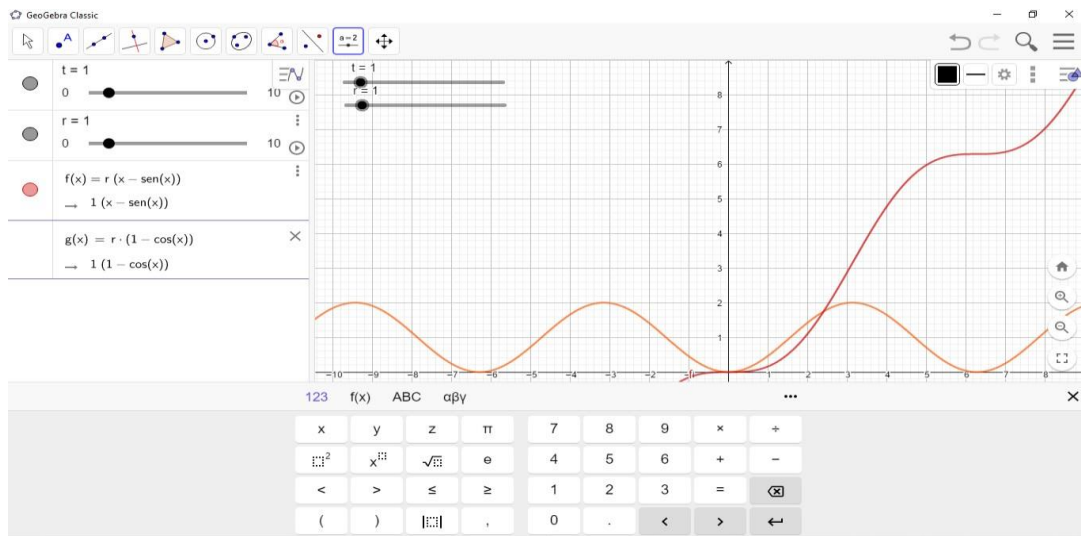 GeoGebra Classic
A
a=2
t = 1
0 10
r = 1
0 10
f(x) = r (x − sen(x))
→ 1 (x − sen(x))
g(x) = r · (1 − cos(x))
→ 1 (1 − cos(x))
t = 1
r = 1
8
7
6
5
4
3
2
1
−10 −9 −8 −7 −6 −5 −4 −3 −2 −1 0 1 2 3 4 5 6 7 8
123 f(x) ABC αβγ
x y z π 7 8 9 × ÷
□² x□ √□ e 4 5 6 + −
< > ≤ ≥ 1 2 3 =
( ) |□| , 0 . < >